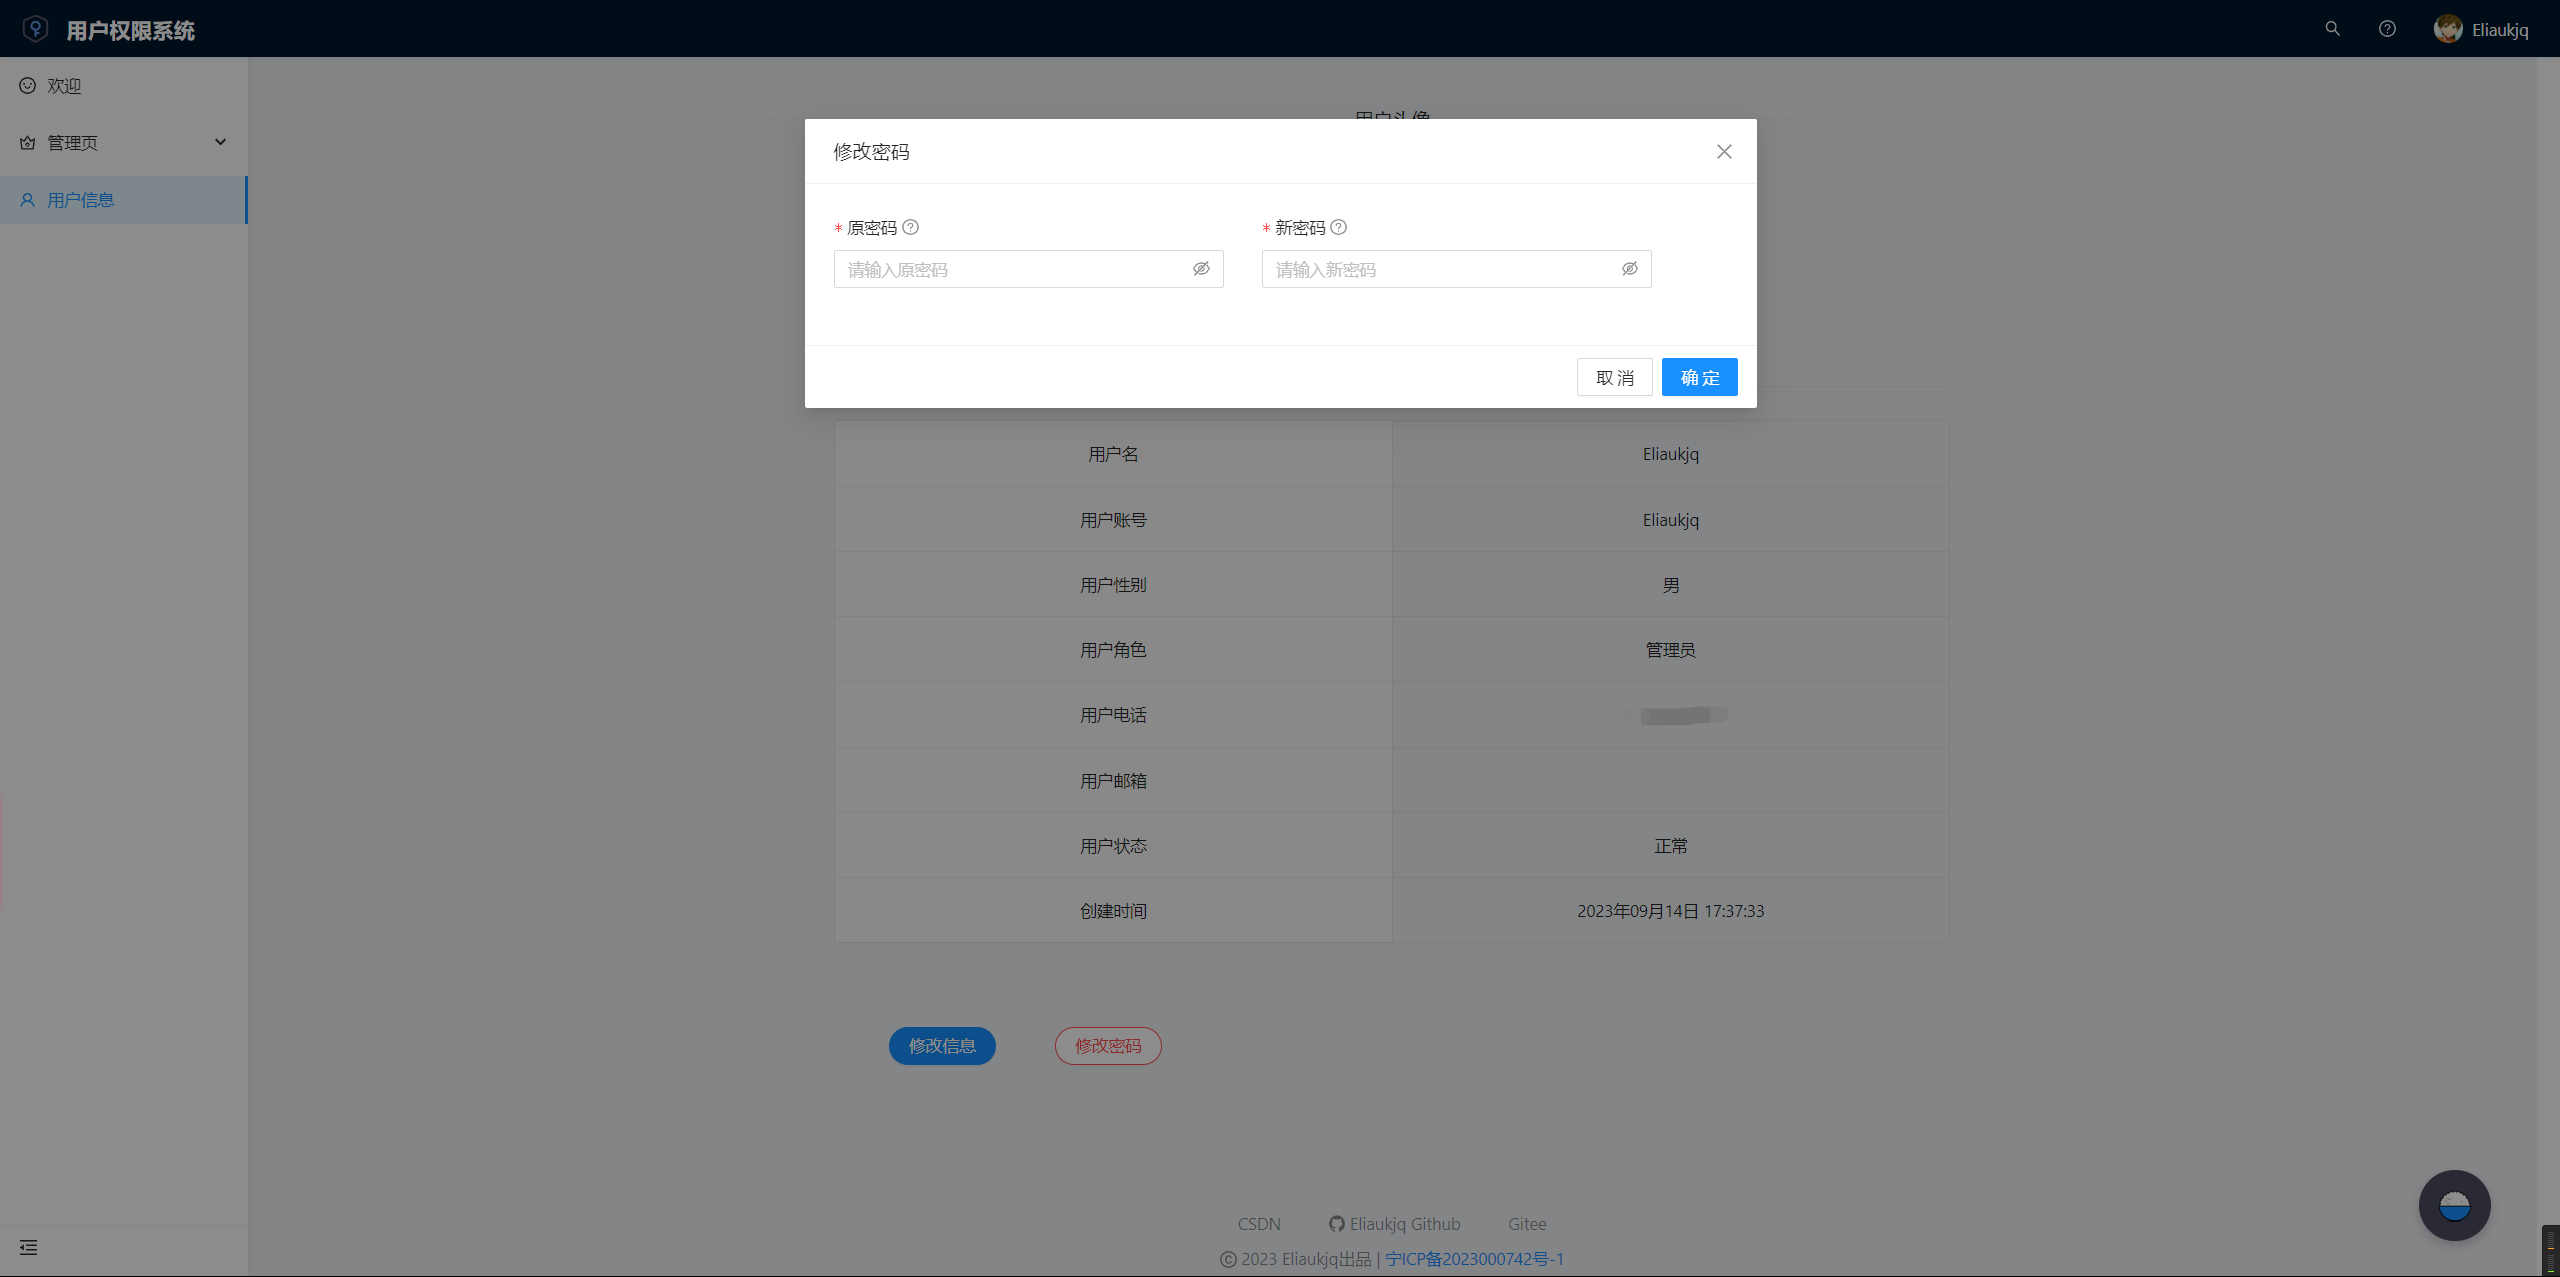 用户权限系统
Eliaukjq
欢迎
管理页
用户信息
用户头像
修改密码
* 原密码
* 新密码
请输入原密码
请输入新密码
取 消
确 定
用户名 Eliaukjq
用户账号 Eliaukjq
用户性别 男
用户角色 管理员
用户电话
用户邮箱
用户状态 正常
创建时间 2023年09月14日 17:37:33
修改信息
修改密码
CSDN Eliaukjq Github Gitee
© 2023 Eliaukjq出品 | 宁ICP备2023000742号-1